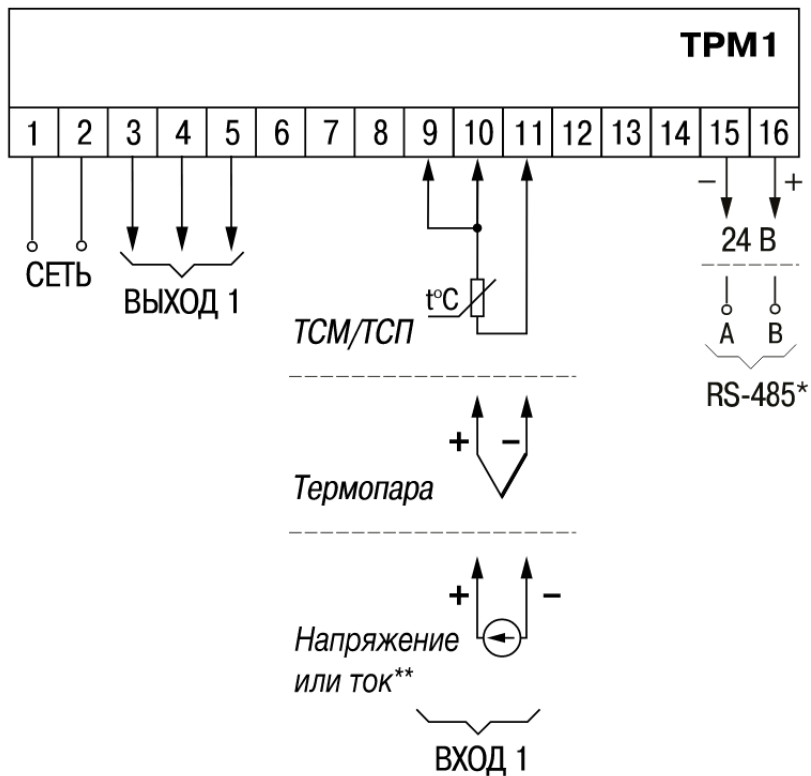 ТРМ1
1 2 3 4 5 6 7 8 9 10 11 12 13 14 15 16
− +
24 В
СЕТЬ
ВЫХОД 1
t°C
ТСМ/ТСП
A B
RS-485*
+ −
Термопара
+ −
Напряжение
или ток**
ВХОД 1